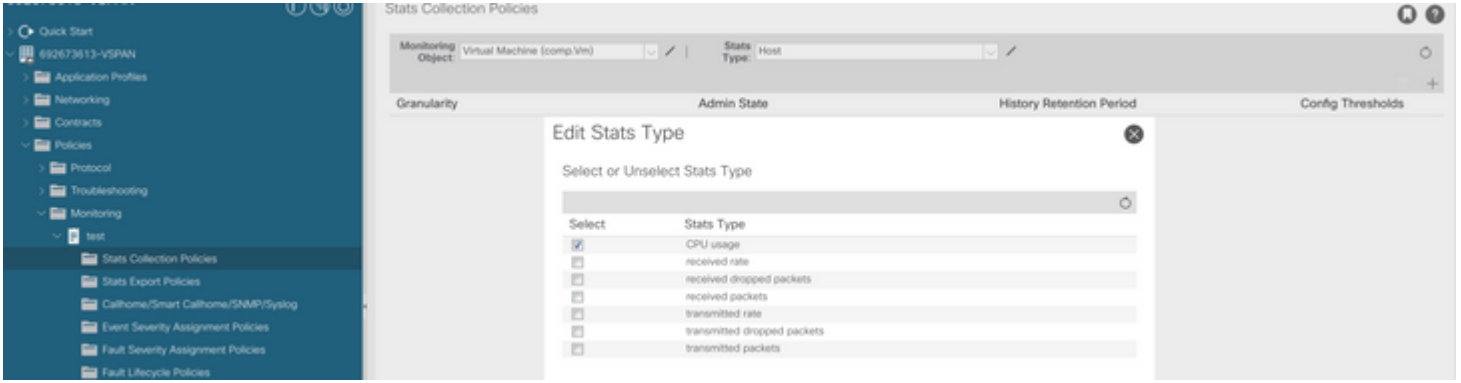 Quick Start
692673613-VSPAN
Application Profiles
Networking
Contracts
Policies
Protocol
Troubleshooting
Monitoring
test
Stats Collection Policies
Stats Export Policies
Callhome/Smart Callhome/SNMP/Syslog
Event Severity Assignment Policies
Fault Severity Assignment Policies
Fault Lifecycle Policies
Stats Collection Policies
Monitoring Object: Virtual Machine (comp.Vm) Stats Type: Host
Granularity Admin State History Retention Period Config Thresholds
Edit Stats Type
Select or Unselect Stats Type
Select Stats Type
CPU usage
received rate
received dropped packets
received packets
transmitted rate
transmitted dropped packets
transmitted packets